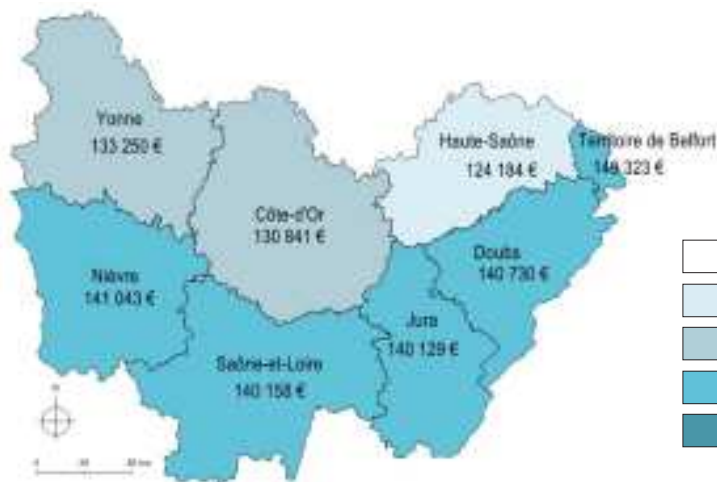 Yonne
133 250 €
Haute-Saône
124 184 €
Territoire de Belfort
Côte-d'Or
130 841 €
Doubs
140 730 €
Nièvre
141 043 €
Jura
140 129 €
Saône-et-Loire
140 158 €